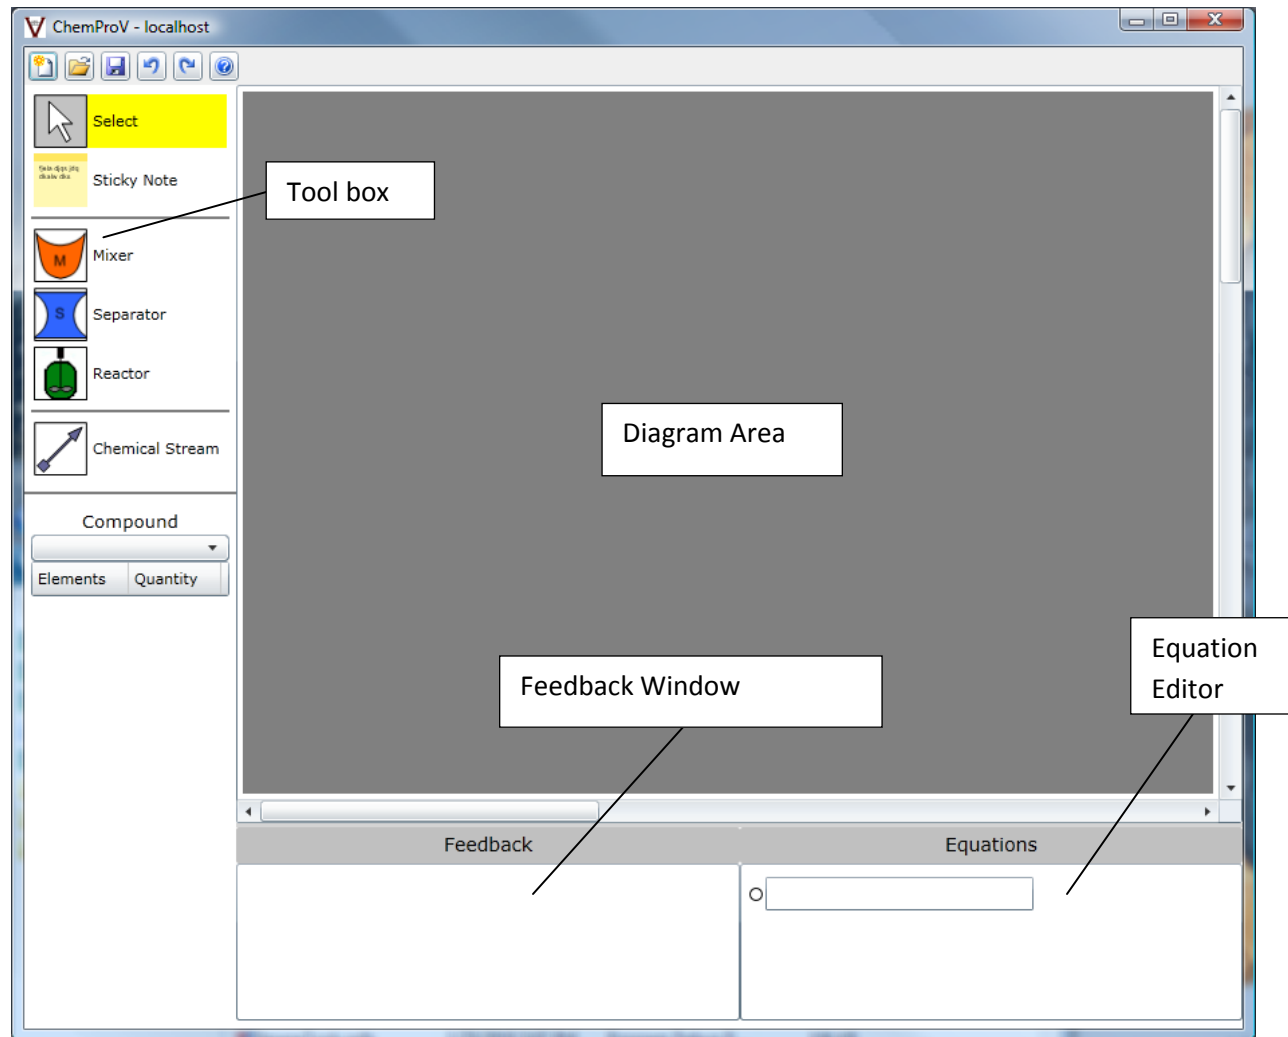 ChemProV - localhost
Select
Sticky Note
Tool box
M
Mixer
S
Separator
Reactor
Chemical Stream
Diagram Area
Compound
Elements Quantity
Feedback Window
Equation
Editor
Feedback
Equations